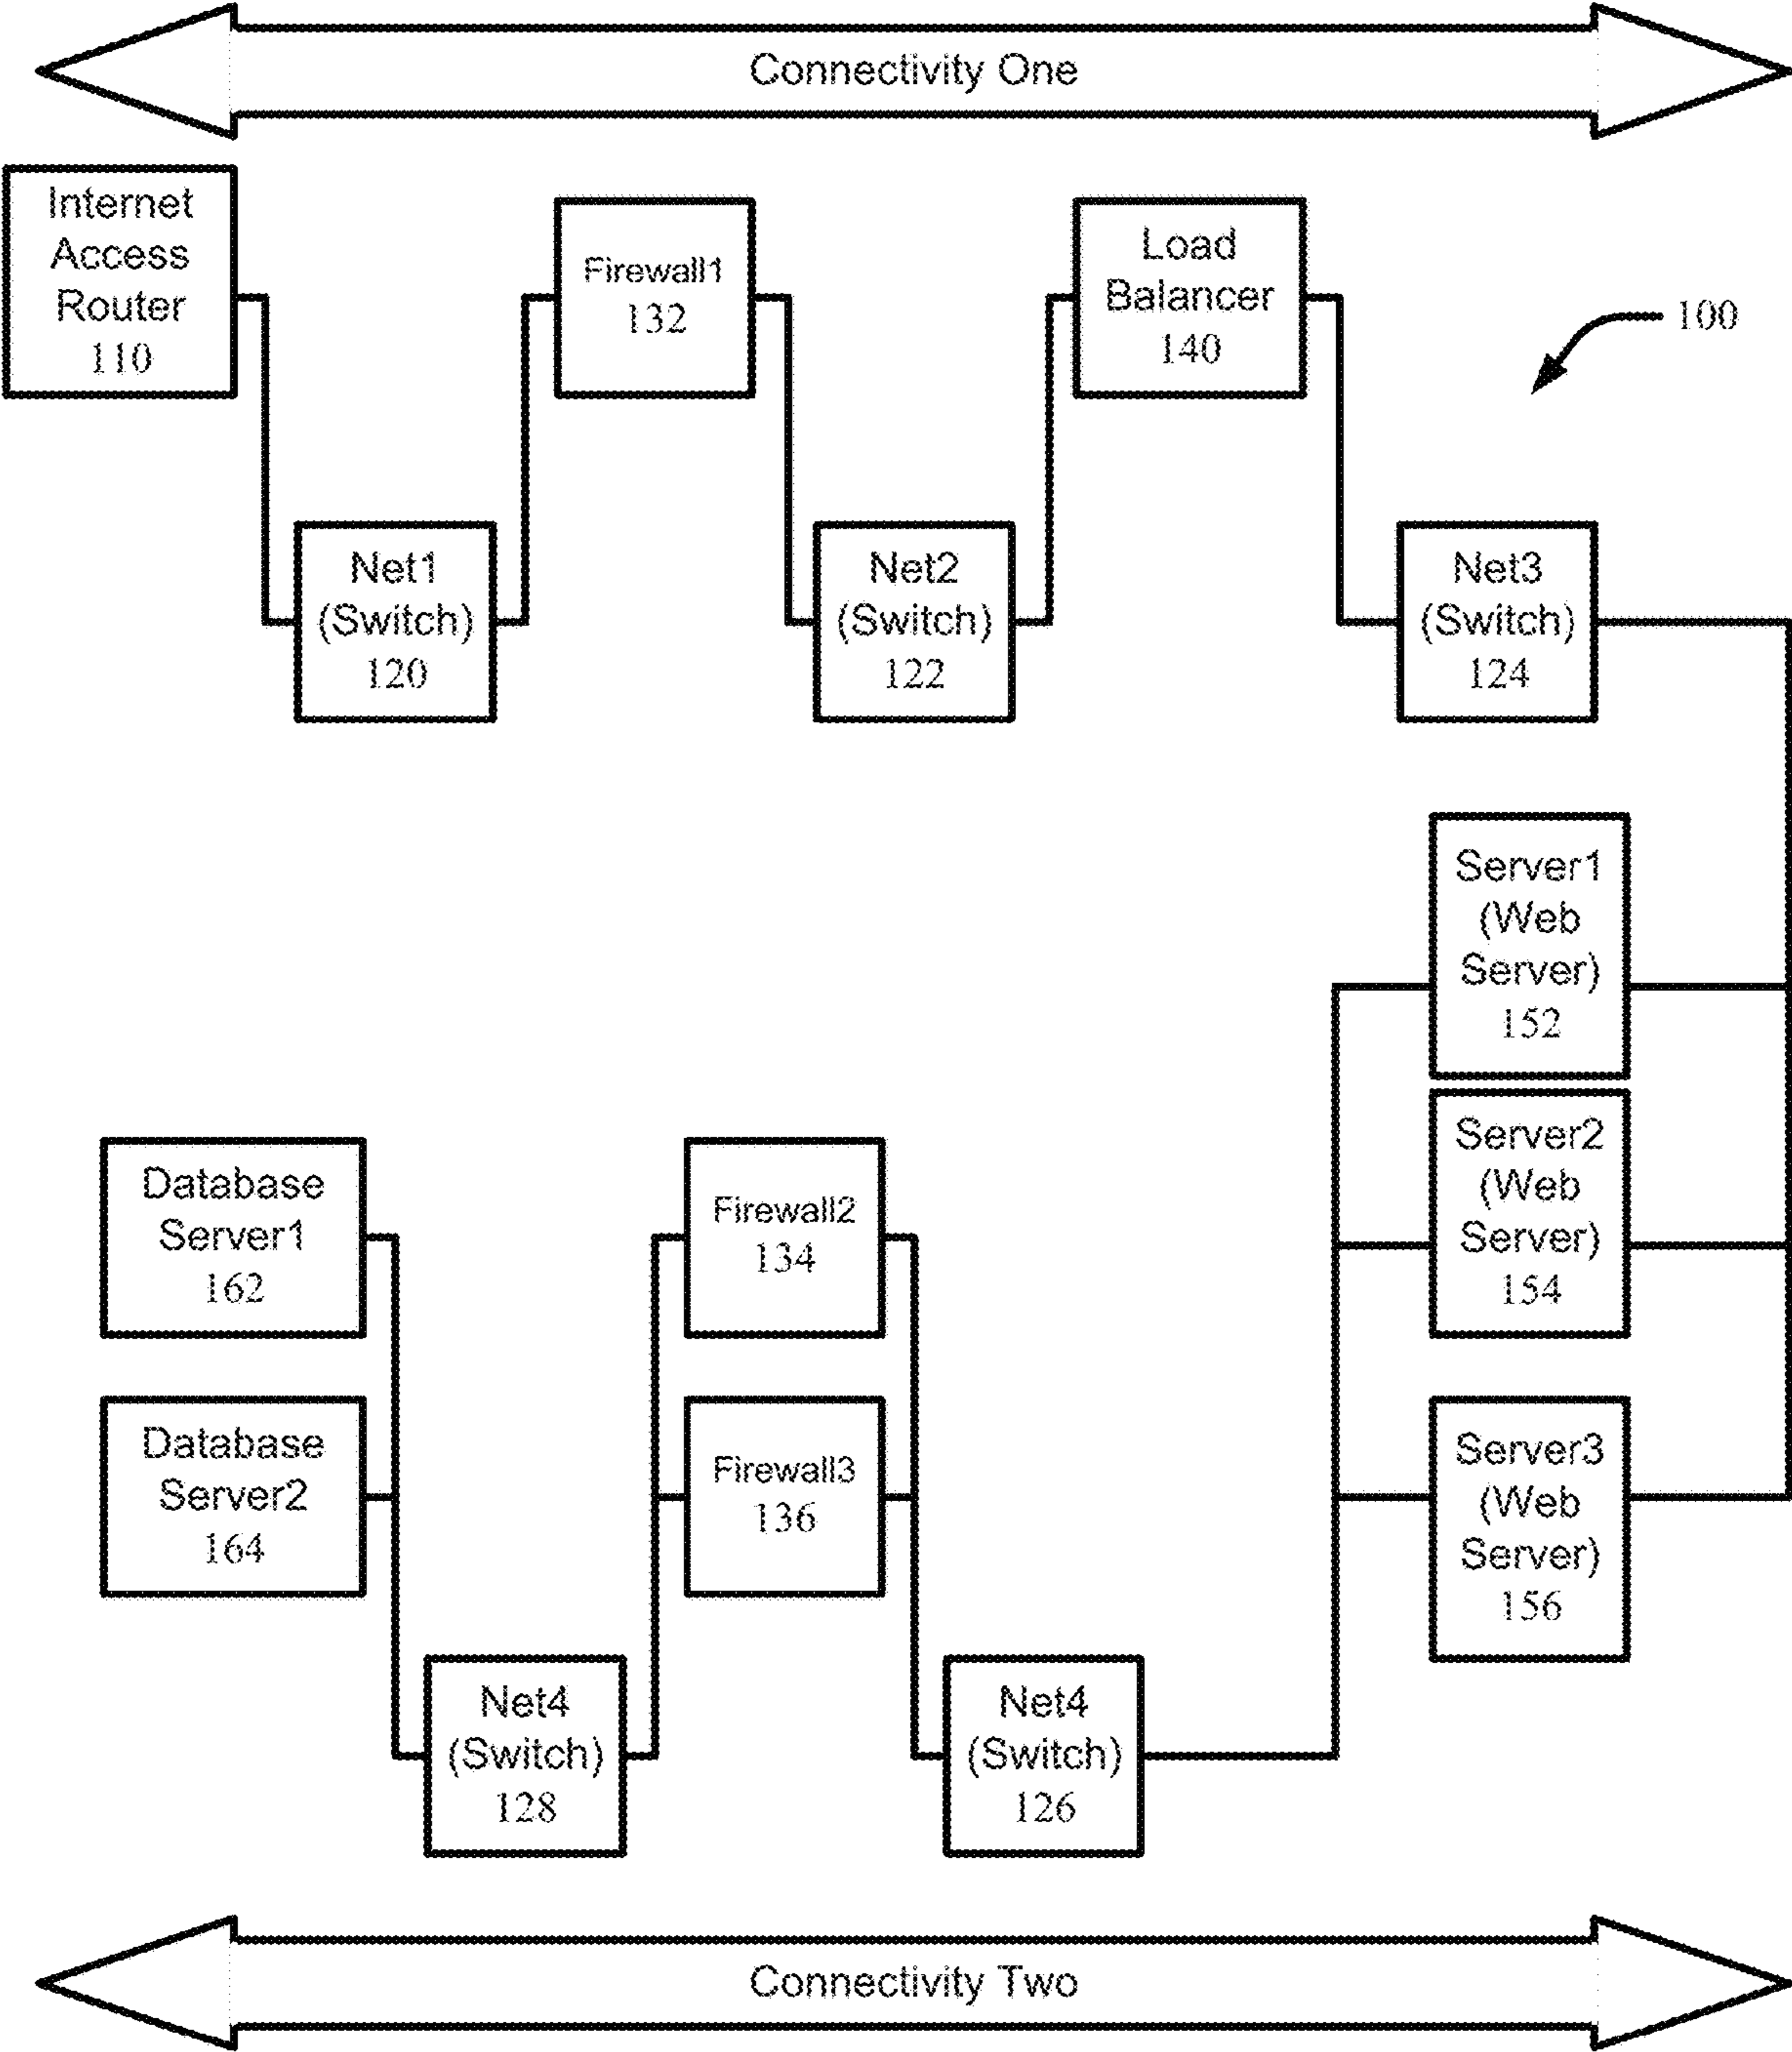 Connectivity One
Internet
Access
Router
110
Firewall1
132
Load
Balancer
140
100
Net1
(Switch)
120
Net2
(Switch)
122
Net3
(Switch)
124
Server1
(Web
Server)
152
Server2
(Web
Server)
154
Server3
(Web
Server)
156
Database
Server1
162
Firewall2
134
Database
Server2
164
Firewall3
136
Net4
(Switch)
128
Net4
(Switch)
126
Connectivity Two